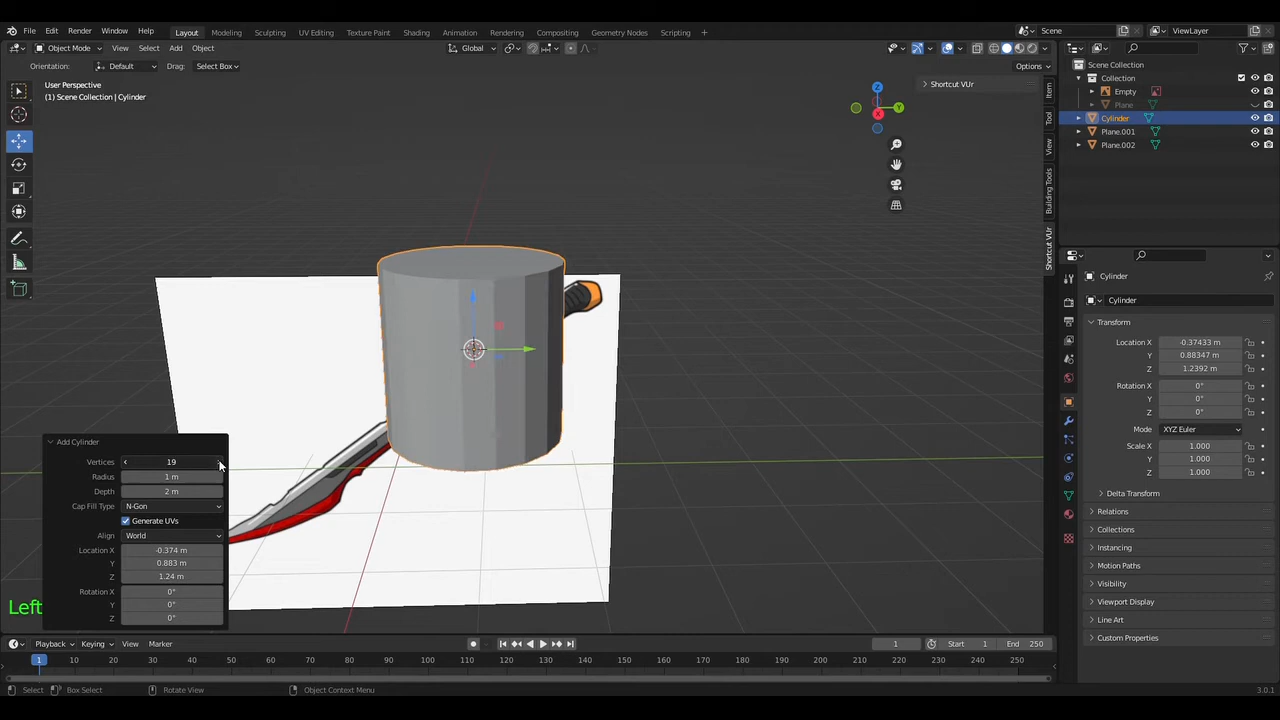 File Edit Render Window Help Layout Modeling Sculpting UV Editing Texture Paint Shading Animation Rendering Compositing Geometry Nodes Scripting + Scene ViewLayer
Object Mode View Select Add Object Global
Orientation: Default Drag: Select Box Options
User Perspective
(1) Scene Collection | Cylinder
Shortcut VUr
Z
Y
X
Item
Tool
View
Building Tools
Shortcut VUr
Scene Collection
Collection
Empty
Plane
Cylinder
Plane.001
Plane.002
Cylinder
Cylinder
Transform
Location X -0.37433 m
Y 0.88347 m
Z 1.2392 m
Rotation X 0°
Y 0°
Z 0°
Mode XYZ Euler
Scale X 1.000
Y 1.000
Z 1.000
Delta Transform
Relations
Collections
Instancing
Motion Paths
Visibility
Viewport Display
Line Art
Custom Properties
Add Cylinder
Vertices 19
Radius 1 m
Depth 2 m
Cap Fill Type N-Gon
Generate UVs
Align World
Location X -0.374 m
Y 0.883 m
Z 1.24 m
Rotation X 0°
Y 0°
Z 0°
Left
Playback Keying View Marker 1 Start 1 End 250
1 10 20 30 40 50 60 70 80 90 100 110 120 130 140 150 160 170 180 190 200 210 220 230 240 250
Select Box Select Rotate View Object Context Menu 3.0.1